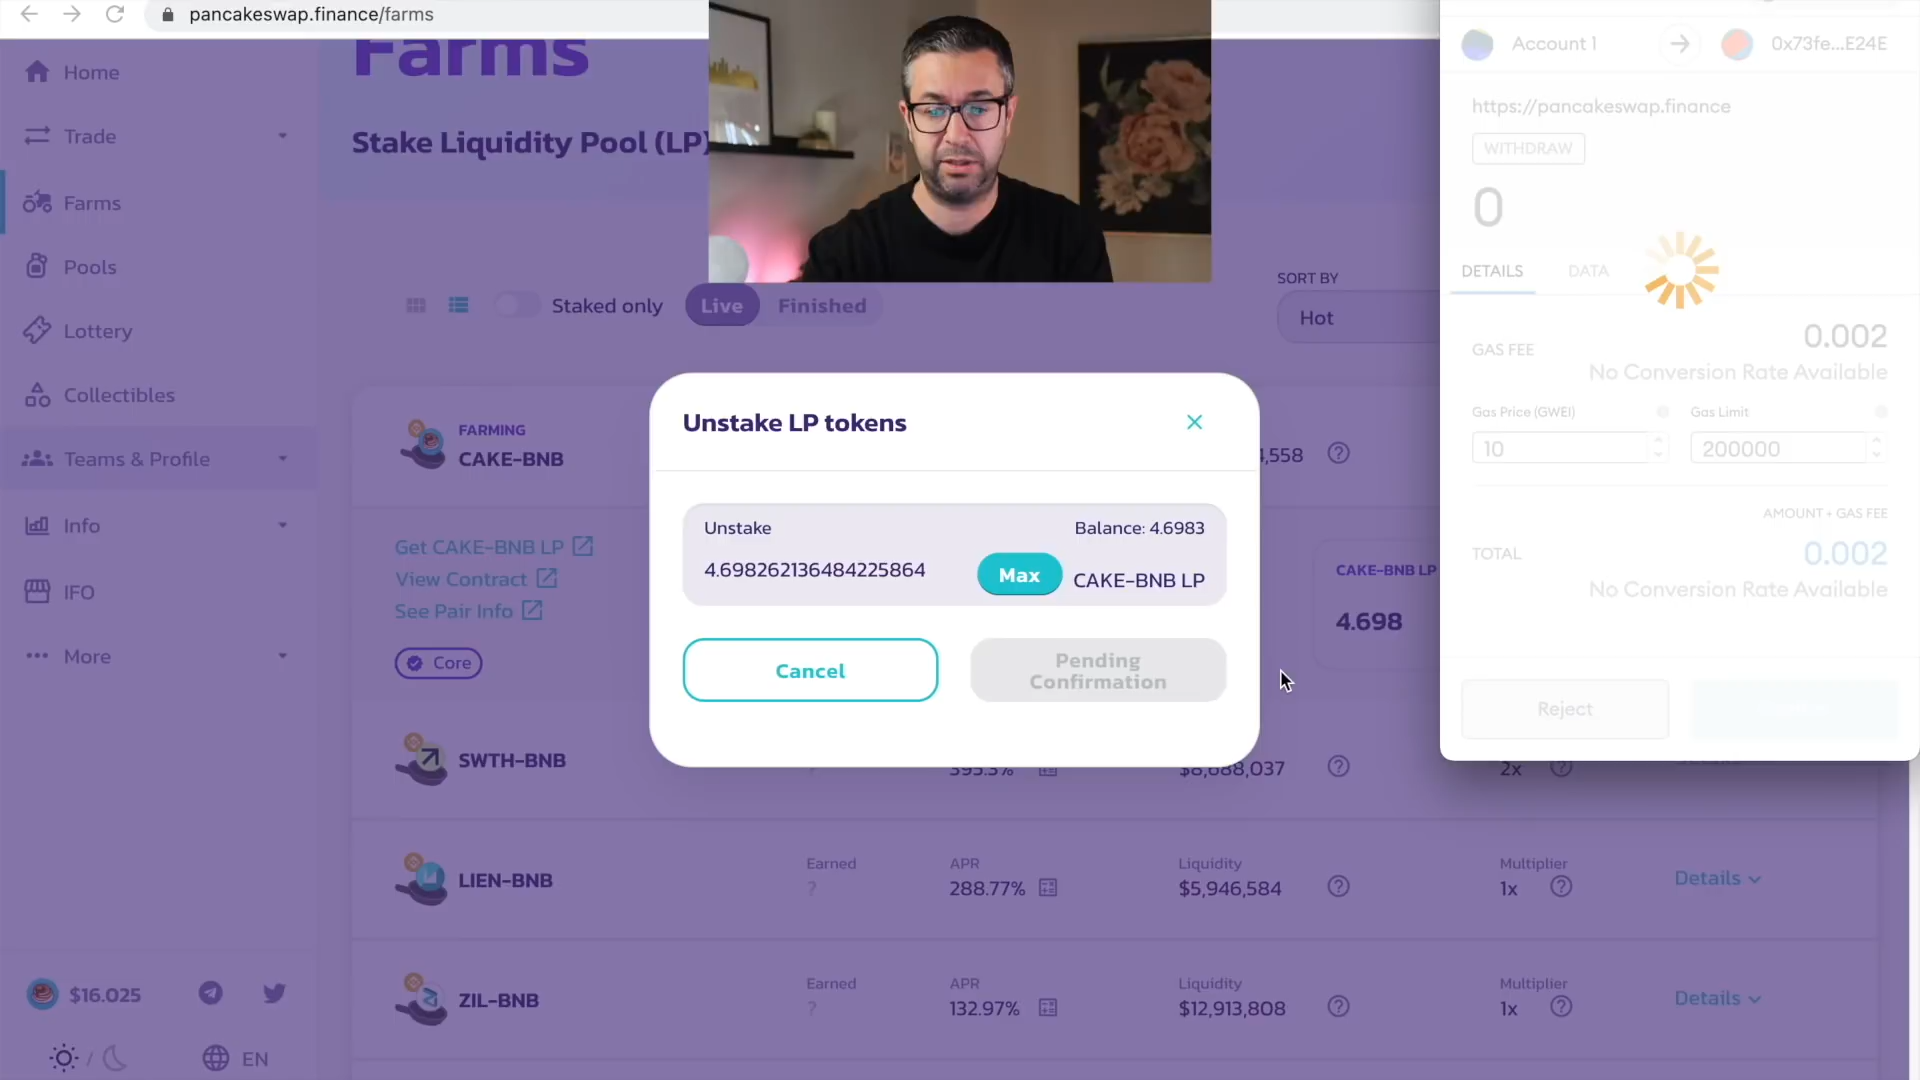 pancakeswap.finance/farms
Home
Trade
Farms
Pools
Lottery
Collectibles
Teams & Profile
Info
IFO
More
$16.025
/
EN
Farms
Stake Liquidity Pool (LP)
Staked only
Live
Finished
SORT BY
Hot
FARMING
CAKE-BNB
4,558
Get CAKE-BNB LP
View Contract
See Pair Info
Core
CAKE-BNB LP
4.698
Unstake LP tokens
Unstake
Balance: 4.6983
4.698262136484225864
Max
CAKE-BNB LP
Cancel
Pending
Confirmation
SWTH-BNB
395.3%
$8,688,037
2x
LIEN-BNB
Earned
?
APR
288.77%
Liquidity
$5,946,584
Multiplier
1x
Details
ZIL-BNB
Earned
?
APR
132.97%
Liquidity
$12,913,808
Multiplier
1x
Details
Account 1
0x73fe...E24E
https://pancakeswap.finance
WITHDRAW
0
DETAILS
DATA
GAS FEE
0.002
No Conversion Rate Available
Gas Price (GWEI)
Gas Limit
10
200000
AMOUNT + GAS FEE
TOTAL
0.002
No Conversion Rate Available
Reject